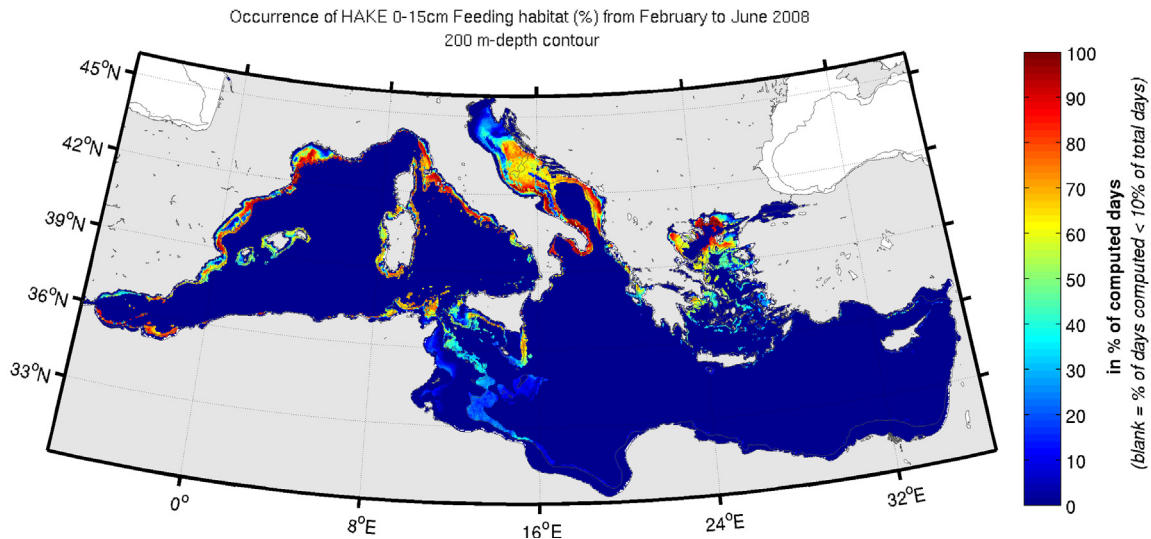 Occurrence of HAKE 0-15cm Feeding habitat (%) from February to June 2008
200 m-depth contour
45°N
42°N
39°N
36°N
33°N
0°
8°E
16°E
24°E
32°E
100
90
80
70
60
50
40
30
20
10
0
in % of computed days
(blank = % of days computed < 10% of total days)